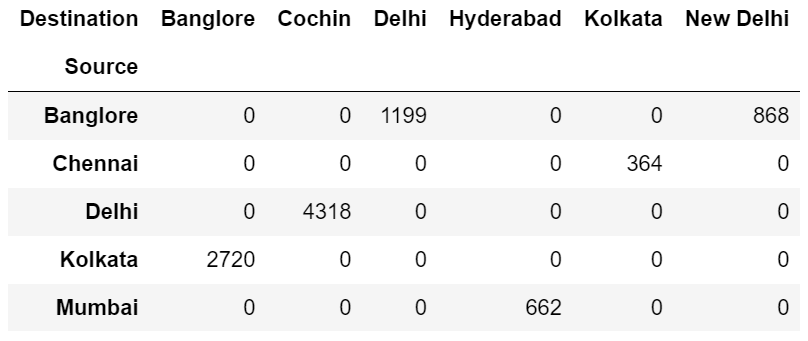 Destination Banglore Cochin Delhi Hyderabad Kolkata New Delhi
Source
Banglore 0 0 1199 0 0 868
Chennai 0 0 0 0 364 0
Delhi 0 4318 0 0 0 0
Kolkata 2720 0 0 0 0 0
Mumbai 0 0 0 662 0 0